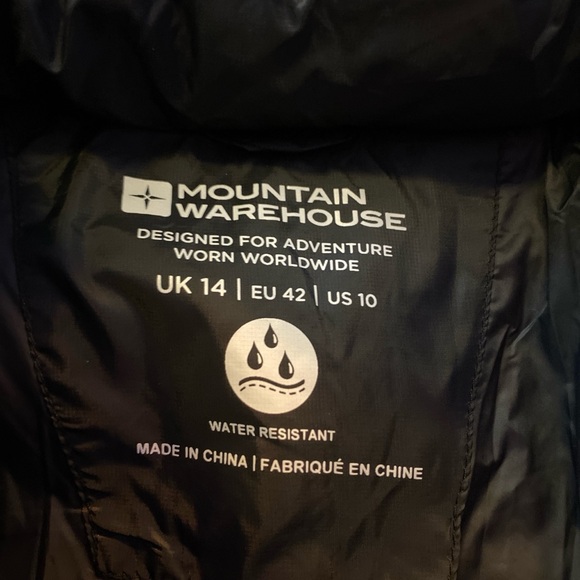 MOUNTAIN
WAREHOUSE
DESIGNED FOR ADVENTURE
WORN WORLDWIDE
UK 14 | EU 42 | US 10
WATER RESISTANT
MADE IN CHINA | FABRIQUÉ EN CHINE